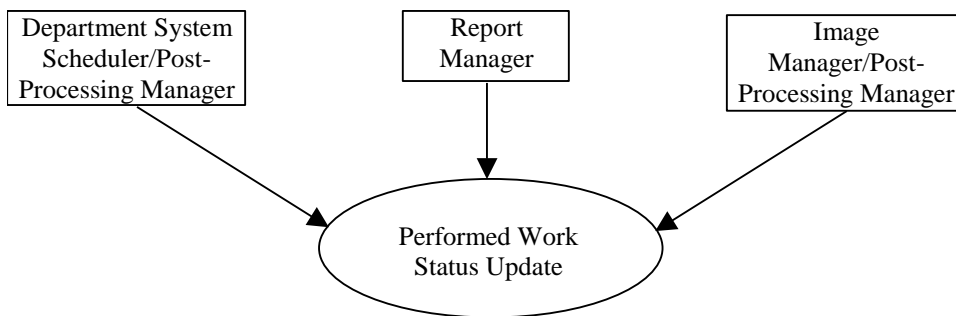 Department System
Scheduler/Post-
Processing Manager
Report
Manager
Image
Manager/Post-
Processing Manager
Performed Work
Status Update